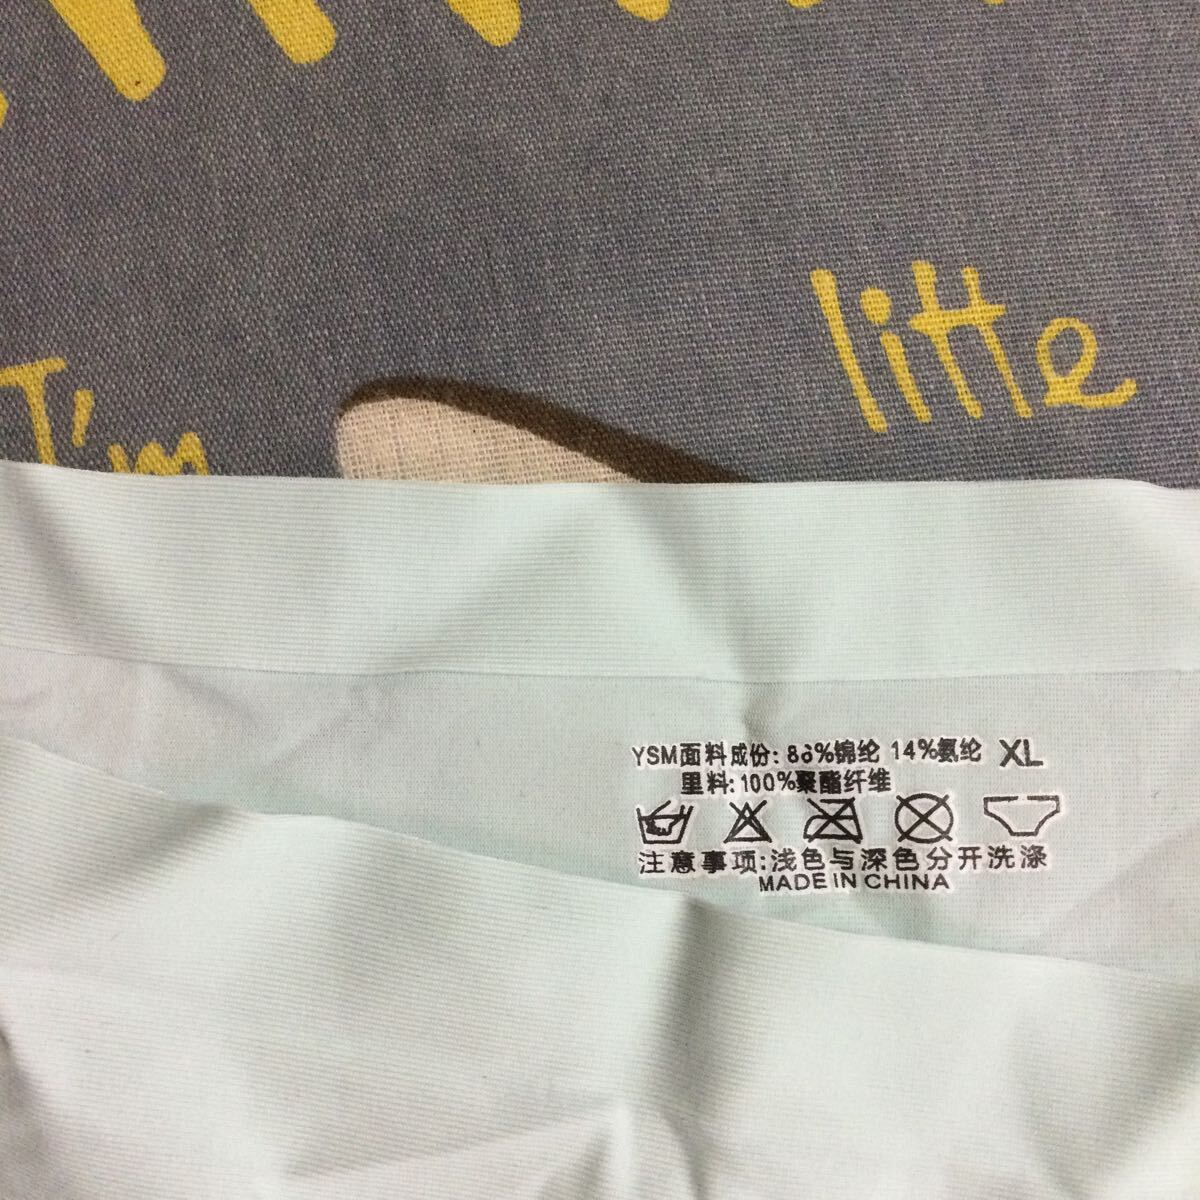 litte
I'm
YSM面料成份: 86%锦纶 14%氨纶 XL
里料:100%聚酯纤维
注意事项:浅色与深色分开洗涤
MADE IN CHINA